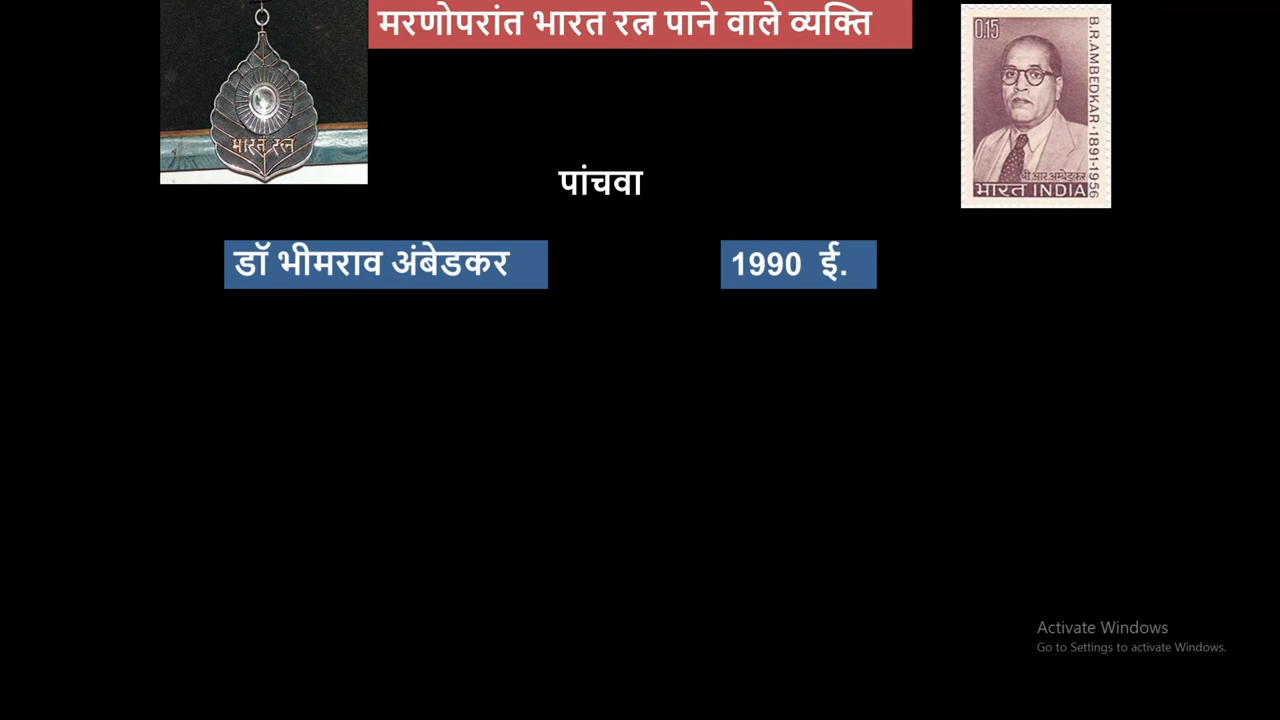 मरणोपरांत भारत रत्न पाने वाले व्यक्ति
भारत रत्न
0.15
B.R.AMBEDKAR·1891-1956
बी.आर.अम्बेडकर
भारत INDIA
पांचवा
डॉ भीमराव अंबेडकर
1990 ई.
Activate Windows
Go to Settings to activate Windows.